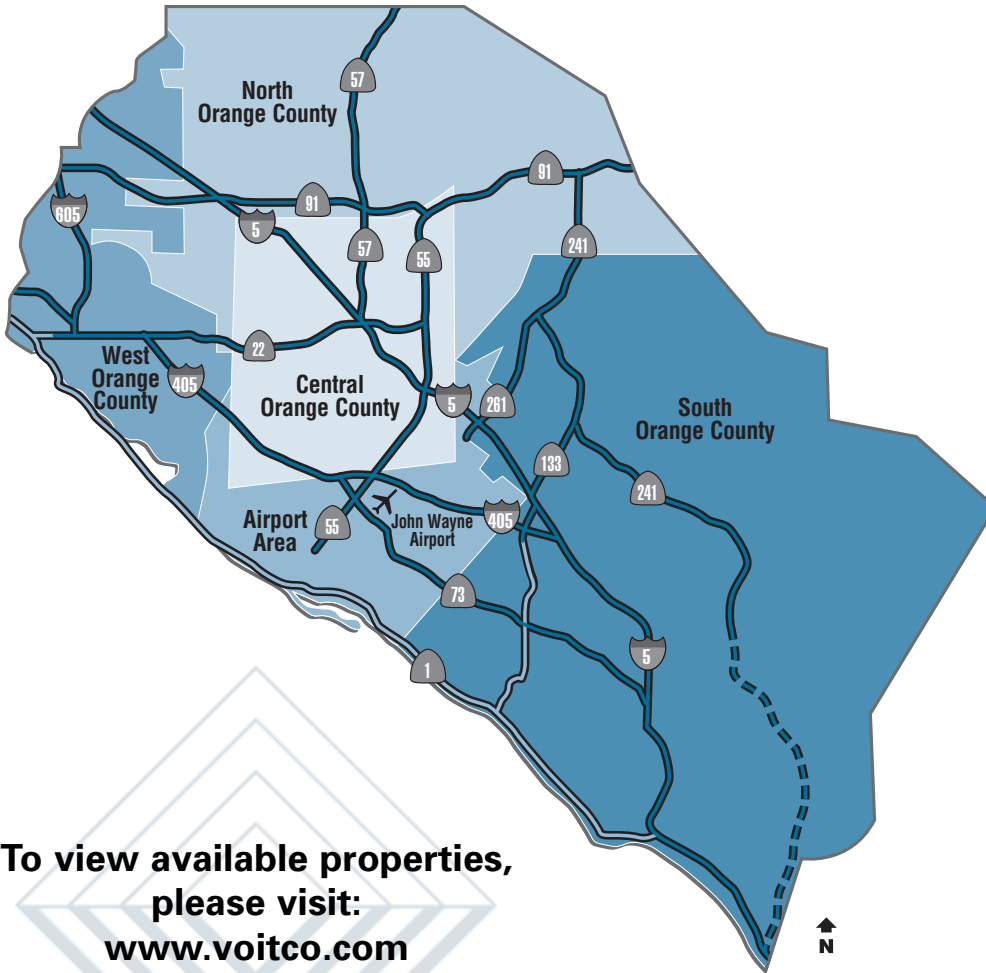 57
North
Orange County
91
91
605
5
57
55
241
22
West
Orange
County
405
Central
Orange County
5
261
South
Orange County
133
241
Airport
Area
55
John Wayne
Airport
405
73
5
1
To view available properties,
please visit:
www.voitco.com
N